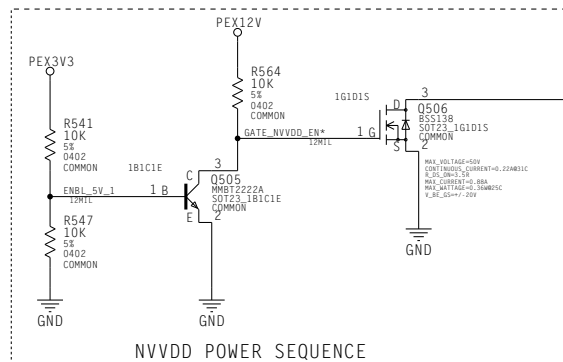 PEX12V
PEX3V3
R564
10K
5%
0402
COMMON
1G1D1S
3
D
Q506
BSS138
SOT23_1G1D1S
COMMON
R541
10K
5%
0402
COMMON
GATE_NVVDD_EN*
12MIL
1 G
S
2
MAX_VOLTAGE=50V
CONTINUOUS_CURRENT=0.22A@31C
R_DS_ON=3.5R
MAX_CURRENT=0.88A
MAX_WATTAGE=0.36W@25C
V_BE_GS=+/-20V
1B1C1E
3
C
Q505
MMBT2222A
SOT23_1B1C1E
COMMON
ENBL_5V_1
12MIL
1 B
E
2
R547
10K
5%
0402
COMMON
GND
GND
GND
NVVDD POWER SEQUENCE